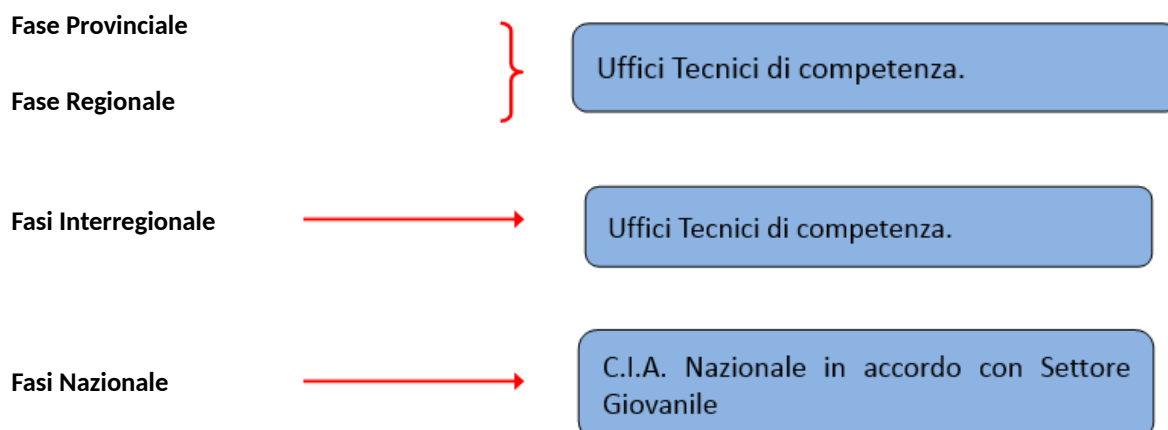 Fase Provinciale
Fase Regionale
Uffici Tecnici di competenza.
Fasi Interregionale
Uffici Tecnici di competenza.
Fasi Nazionale
C.I.A. Nazionale in accordo con Settore
Giovanile